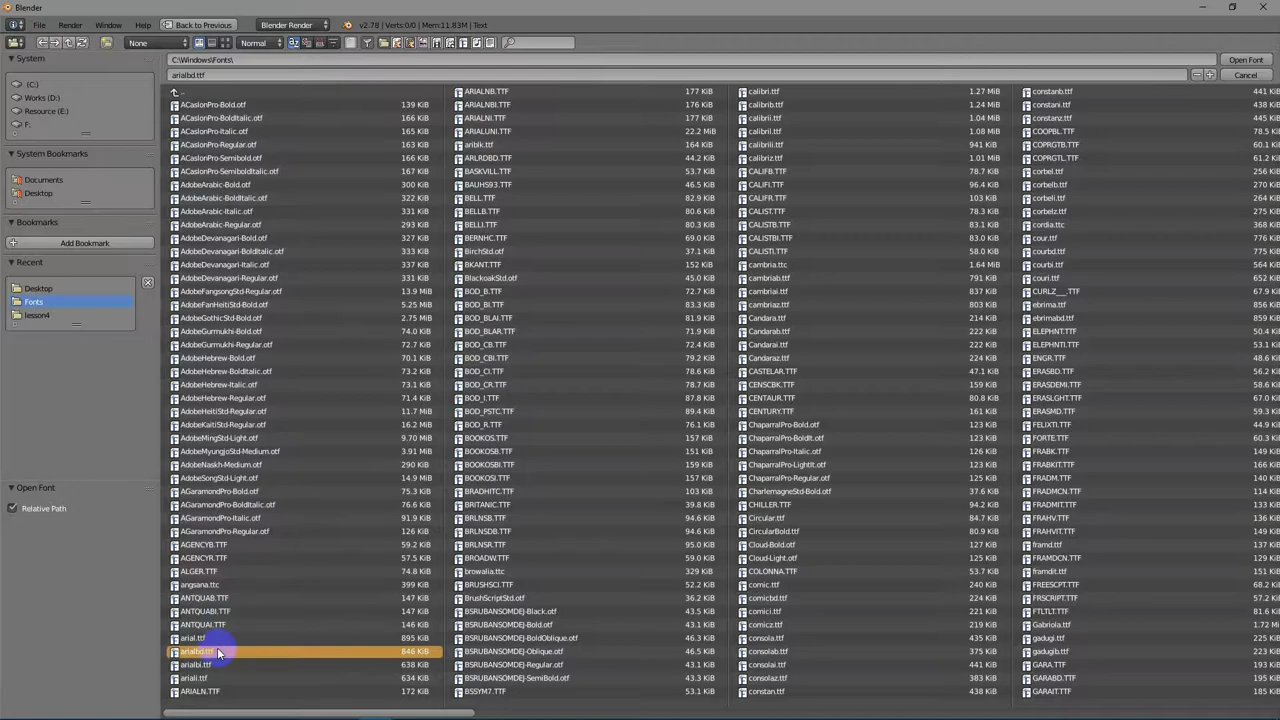 Blender
File Render Window Help Back to Previous Blender Render v2.78 | Verts:0/0 | Mem:11.83M | Text
None Normal
System
(C:)
Works (D:)
Resource (E:)
F:
System Bookmarks
Documents
Desktop
Bookmarks
Add Bookmark
Recent
Desktop
Fonts
lesson4
Open Font
Relative Path
C:\Windows\Fonts\ Open Font
arialbd.ttf Cancel
..
ACaslonPro-Bold.otf 139 KiB
ACaslonPro-BoldItalic.otf 166 KiB
ACaslonPro-Italic.otf 165 KiB
ACaslonPro-Regular.otf 163 KiB
ACaslonPro-Semibold.otf 166 KiB
ACaslonPro-SemiboldItalic.otf 167 KiB
AdobeArabic-Bold.otf 300 KiB
AdobeArabic-BoldItalic.otf 322 KiB
AdobeArabic-Italic.otf 331 KiB
AdobeArabic-Regular.otf 293 KiB
AdobeDevanagari-Bold.otf 327 KiB
AdobeDevanagari-BoldItalic.otf 333 KiB
AdobeDevanagari-Italic.otf 337 KiB
AdobeDevanagari-Regular.otf 331 KiB
AdobeFangsongStd-Regular.otf 13.9 MiB
AdobeFanHeitiStd-Bold.otf 5.25 MiB
AdobeGothicStd-Bold.otf 2.75 MiB
AdobeGurmukhi-Bold.otf 74.0 KiB
AdobeGurmukhi-Regular.otf 72.7 KiB
AdobeHebrew-Bold.otf 70.1 KiB
AdobeHebrew-BoldItalic.otf 73.2 KiB
AdobeHebrew-Italic.otf 73.1 KiB
AdobeHebrew-Regular.otf 71.4 KiB
AdobeHeitiStd-Regular.otf 11.7 MiB
AdobeKaitiStd-Regular.otf 16.2 MiB
AdobeMingStd-Light.otf 9.70 MiB
AdobeMyungjoStd-Medium.otf 3.91 MiB
AdobeNaskh-Medium.otf 290 KiB
AdobeSongStd-Light.otf 14.9 MiB
AGaramondPro-Bold.otf 75.3 KiB
AGaramondPro-BoldItalic.otf 76.6 KiB
AGaramondPro-Italic.otf 91.9 KiB
AGaramondPro-Regular.otf 126 KiB
AGENCYB.TTF 59.2 KiB
AGENCYR.TTF 57.5 KiB
ALGER.TTF 74.8 KiB
angsana.ttc 399 KiB
ANTQUAB.TTF 147 KiB
ANTQUABI.TTF 147 KiB
ANTQUAI.TTF 146 KiB
arial.ttf 895 KiB
arialbd.ttf 846 KiB
arialbi.ttf 638 KiB
ariali.ttf 634 KiB
ARIALN.TTF 172 KiB
ARIALNB.TTF 177 KiB
ARIALNBI.TTF 176 KiB
ARIALNI.TTF 177 KiB
ARIALUNI.TTF 22.2 MiB
ariblk.ttf 164 KiB
ARLRDBD.TTF 44.2 KiB
BASKVILL.TTF 53.7 KiB
BAUHS93.TTF 46.5 KiB
BELL.TTF 82.9 KiB
BELLB.TTF 80.6 KiB
BELLI.TTF 80.3 KiB
BERNHC.TTF 69.0 KiB
BirchStd.otf 37.1 KiB
BKANT.TTF 152 KiB
BlackoakStd.otf 45.0 KiB
BOD_B.TTF 72.7 KiB
BOD_BI.TTF 83.3 KiB
BOD_BLAI.TTF 81.9 KiB
BOD_BLAR.TTF 71.9 KiB
BOD_CB.TTF 72.4 KiB
BOD_CBI.TTF 79.2 KiB
BOD_CI.TTF 78.6 KiB
BOD_CR.TTF 78.7 KiB
BOD_I.TTF 87.8 KiB
BOD_PSTC.TTF 89.4 KiB
BOD_R.TTF 76.1 KiB
BOOKOS.TTF 157 KiB
BOOKOSB.TTF 151 KiB
BOOKOSBI.TTF 159 KiB
BOOKOSI.TTF 157 KiB
BRADHITC.TTF 103 KiB
BRITANIC.TTF 39.8 KiB
BRLNSB.TTF 94.6 KiB
BRLNSDB.TTF 94.6 KiB
BRLNSR.TTF 95.0 KiB
BROADW.TTF 59.0 KiB
browalia.ttc 329 KiB
BRUSHSCI.TTF 52.2 KiB
BrushScriptStd.otf 36.2 KiB
BSRUBANSOMDEJ-Black.otf 43.5 KiB
BSRUBANSOMDEJ-Bold.otf 43.1 KiB
BSRUBANSOMDEJ-BoldOblique.otf 46.3 KiB
BSRUBANSOMDEJ-Oblique.otf 46.5 KiB
BSRUBANSOMDEJ-Regular.otf 43.1 KiB
BSRUBANSOMDEJ-SemiBold.otf 43.3 KiB
BSSYM7.TTF 53.1 KiB
calibri.ttf 1.27 MiB
calibrib.ttf 1.24 MiB
calibrii.ttf 1.04 MiB
calibril.ttf 1.08 MiB
calibrili.ttf 941 KiB
calibriz.ttf 1.01 MiB
CALIFB.TTF 78.7 KiB
CALIFI.TTF 96.4 KiB
CALIFR.TTF 103 KiB
CALIST.TTF 78.3 KiB
CALISTB.TTF 83.1 KiB
CALISTBI.TTF 83.0 KiB
CALISTI.TTF 83.0 KiB
cambria.ttc 1.64 MiB
cambriab.ttf 791 KiB
cambriai.ttf 837 KiB
cambriaz.ttf 803 KiB
Candara.ttf 214 KiB
Candarab.ttf 222 KiB
Candarai.ttf 222 KiB
Candaraz.ttf 224 KiB
CASTELAR.TTF 47.1 KiB
CENSCBK.TTF 159 KiB
CENTAUR.TTF 80.8 KiB
CENTURY.TTF 161 KiB
ChaparralPro-Bold.otf 123 KiB
ChaparralPro-BoldIt.otf 123 KiB
ChaparralPro-Italic.otf 126 KiB
ChaparralPro-LightIt.otf 123 KiB
ChaparralPro-Regular.otf 125 KiB
CharlemagneStd-Bold.otf 37.6 KiB
CHILLER.TTF 94.2 KiB
Circular.ttf 84.7 KiB
CircularBold.ttf 80.9 KiB
Cloud-Bold.otf 127 KiB
Cloud-Light.otf 125 KiB
COLONNA.TTF 53.7 KiB
comic.ttf 240 KiB
comicbd.ttf 224 KiB
comici.ttf 221 KiB
comicz.ttf 219 KiB
consola.ttf 435 KiB
consolab.ttf 375 KiB
consolai.ttf 447 KiB
consolaz.ttf 383 KiB
constan.ttf 438 KiB
constanb.ttf 441 KiB
constani.ttf 438 KiB
constanz.ttf 445 KiB
COOPBL.TTF 78.5 KiB
COPRGTB.TTF 60.1 KiB
COPRGTL.TTF 61.2 KiB
corbel.ttf 256 KiB
corbelb.ttf 270 KiB
corbeli.ttf 264 KiB
corbelz.ttf 275 KiB
cordia.ttc 368 KiB
cour.ttf 776 KiB
courbd.ttf 794 KiB
courbi.ttf 664 KiB
couri.ttf 652 KiB
CURLZ___.TTF 67.9 KiB
ebrima.ttf 894 KiB
ebrimabd.ttf 859 KiB
ELEPHNT.TTF 50.4 KiB
ELEPHNTI.TTF 53.1 KiB
ENGR.TTF 48.6 KiB
ERASBD.TTF 56.2 KiB
ERASDEMI.TTF 58.6 KiB
ERASLGHT.TTF 67.0 KiB
ERASMD.TTF 58.2 KiB
FELIXTI.TTF 44.9 KiB
FORTE.TTF 60.3 KiB
FRABK.TTF 149 KiB
FRABKIT.TTF 166 KiB
FRADM.TTF 140 KiB
FRADMCN.TTF 149 KiB
FRADMIT.TTF 133 KiB
FRAHV.TTF 136 KiB
FRAHVIT.TTF 133 KiB
framd.ttf 137 KiB
FRAMDCN.TTF 129 KiB
framdit.ttf 151 KiB
FREESCPT.TTF 68.2 KiB
FRSCRIPT.TTF 54.3 KiB
FTLTLT.TTF 43.1 KiB
Gabriola.ttf 1.72 Mi
gadugi.ttf 223 KiB
gadugib.ttf 223 KiB
GARA.TTF 193 KiB
GARABD.TTF 195 KiB
GARAIT.TTF 185 KiB